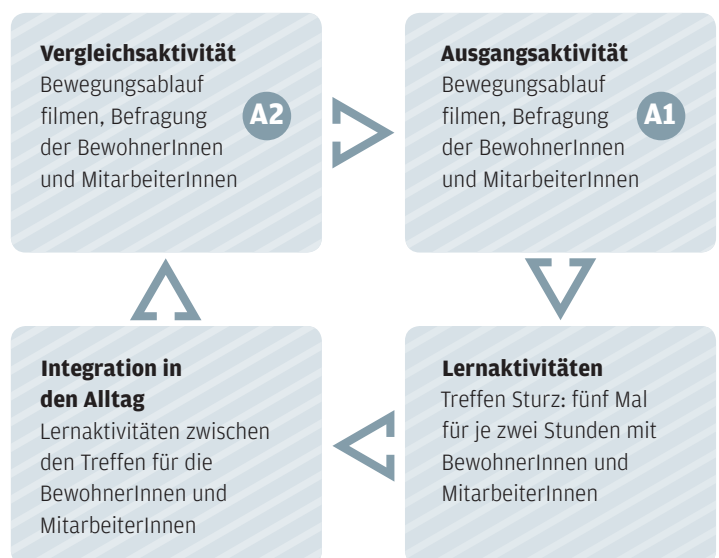 Vergleichsaktivität
Bewegungsablauf
filmen, Befragung
der BewohnerInnen
und MitarbeiterInnen
A2
Ausgangsaktivität
Bewegungsablauf
filmen, Befragung
der BewohnerInnen
und MitarbeiterInnen
A1
Integration in
den Alltag
Lernaktivitäten zwischen
den Treffen für die
BewohnerInnen und
MitarbeiterInnen
Lernaktivitäten
Treffen Sturz: fünf Mal
für je zwei Stunden mit
BewohnerInnen und
MitarbeiterInnen